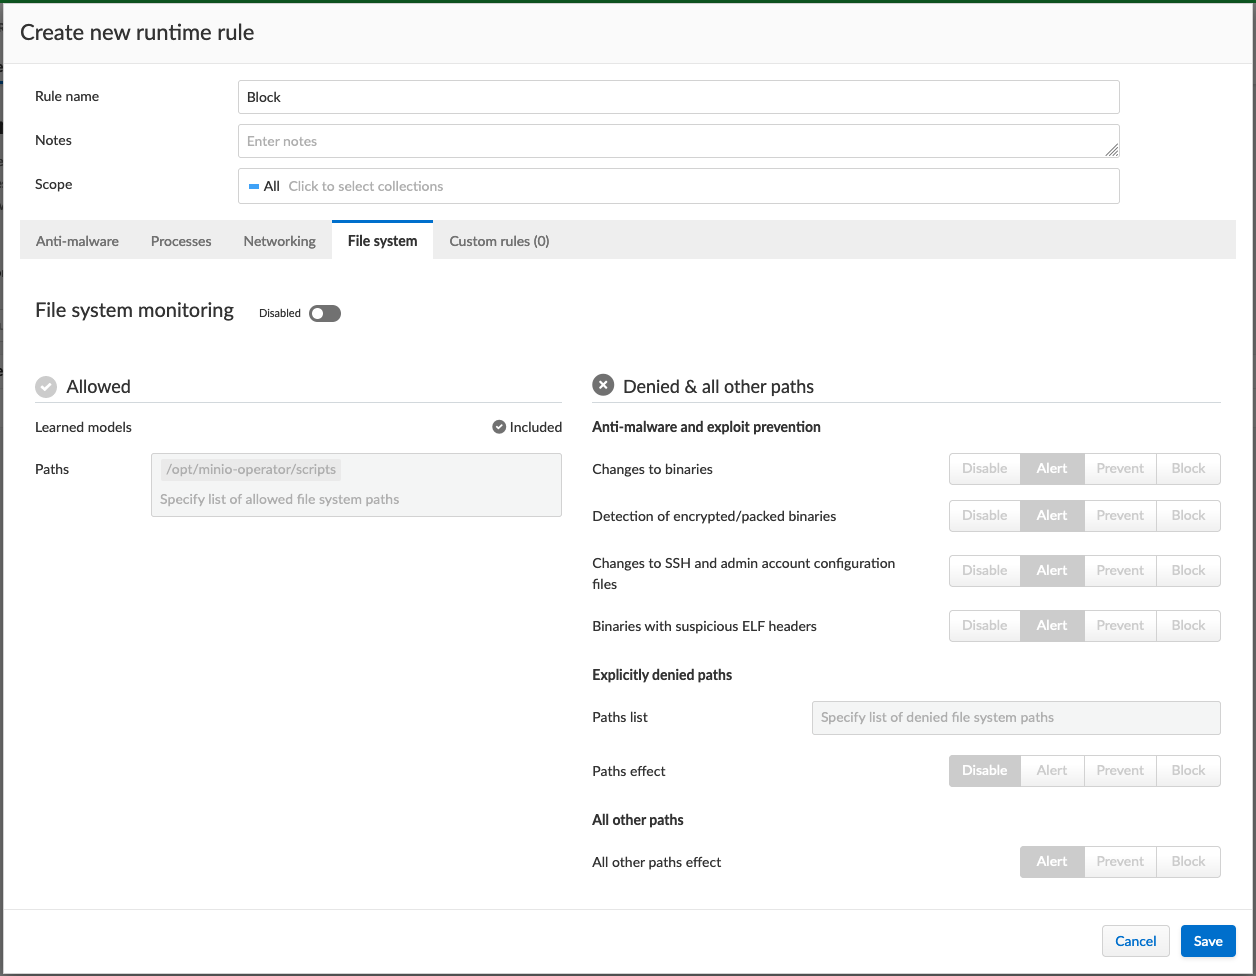 Create new runtime rule
Rule name
Block
Notes
Enter notes
Scope
All Click to select collections
Anti-malware Processes Networking File system Custom rules (0)
File system monitoring Disabled
Allowed
Learned models Included
Paths
/opt/minio-operator/scripts
Specify list of allowed file system paths
Denied & all other paths
Anti-malware and exploit prevention
Changes to binaries Disable Alert Prevent Block
Detection of encrypted/packed binaries Disable Alert Prevent Block
Changes to SSH and admin account configuration
files
Disable Alert Prevent Block
Binaries with suspicious ELF headers Disable Alert Prevent Block
Explicitly denied paths
Paths list Specify list of denied file system paths
Paths effect Disable Alert Prevent Block
All other paths
All other paths effect Alert Prevent Block
Cancel Save